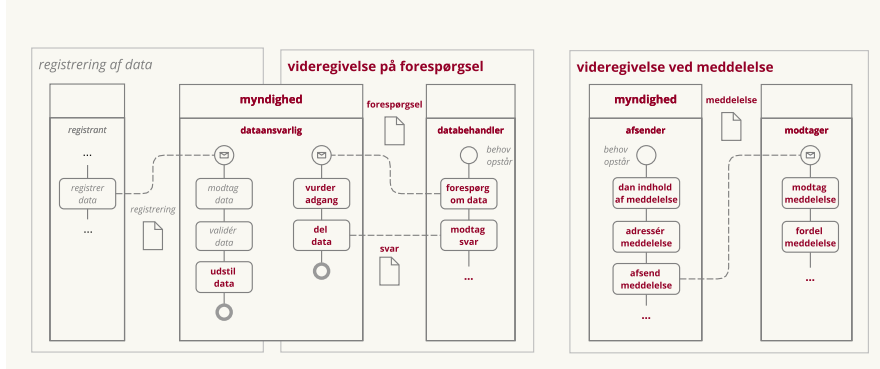 registrering af data
videregivelse på forespørgsel
videregivelse ved meddelelse
myndighed
forespørgsel
registrant
dataansvarlig
databehandler
...
behov
opstår
registrer
data
modtag
data
vurder
adgang
forespørg
om data
registrering
...
validér
data
del
data
modtag
svar
svar
udstil
data
...
myndighed
meddelelse
afsender
modtager
behov
opstår
dan indhold
af meddelelse
modtag
meddelelse
adressér
meddelelse
fordel
meddelelse
afsend
meddelelse
...
...